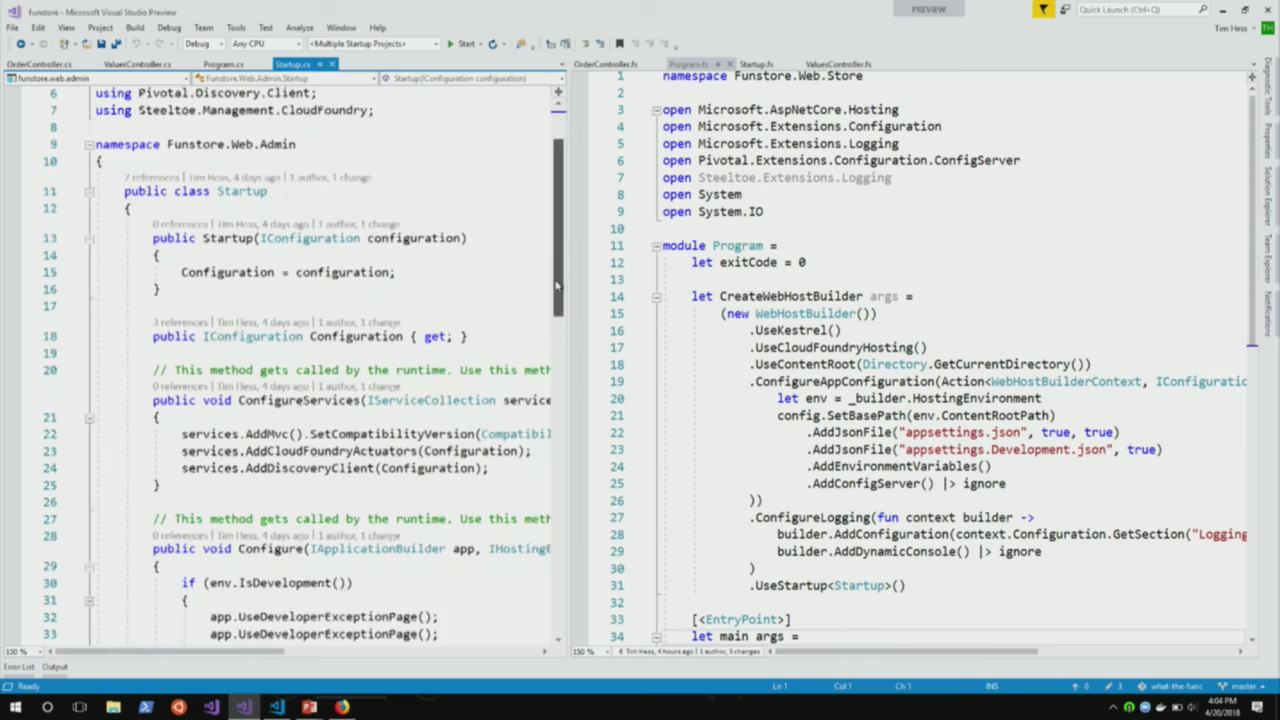 funstore - Microsoft Visual Studio Preview
PREVIEW
Quick Launch (Ctrl+Q)
File Edit View Project Build Debug Team Tools Test Analyze Window Help
Tim Hess TH
Debug Any CPU <Multiple Startup Projects> Start
OrderController.cs ValuesController.cs Program.cs Startup.cs
funstore.web.admin Funstore.Web.Admin.Startup Startup(IConfiguration configuration)
6 using Pivotal.Discovery.Client;
7 using Steeltoe.Management.CloudFoundry;
8
9 namespace Funstore.Web.Admin
10 {
2 references | Tim Hess, 4 days ago | 1 author, 1 change
11 public class Startup
12 {
0 references | Tim Hess, 4 days ago | 1 author, 1 change
13 public Startup(IConfiguration configuration)
14 {
15 Configuration = configuration;
16 }
17
3 references | Tim Hess, 4 days ago | 1 author, 1 change
18 public IConfiguration Configuration { get; }
19
20 // This method gets called by the runtime. Use this meth
0 references | Tim Hess, 4 days ago | 1 author, 1 change
public void ConfigureServices(IServiceCollection service
21 {
22 services.AddMvc().SetCompatibilityVersion(Compatibil
23 services.AddCloudFoundryActuators(Configuration);
24 services.AddDiscoveryClient(Configuration);
25 }
26
27 // This method gets called by the runtime. Use this meth
0 references | Tim Hess, 4 days ago | 1 author, 1 change
28 public void Configure(IApplicationBuilder app, IHostingE
29 {
30 if (env.IsDevelopment())
31 {
32 app.UseDeveloperExceptionPage();
33 app.UseDeveloperExceptionPage();
150 %
OrderController.fs Program.fs Startup.fs ValuesController.fs
1 namespace Funstore.Web.Store
2
3 open Microsoft.AspNetCore.Hosting
4 open Microsoft.Extensions.Configuration
5 open Microsoft.Extensions.Logging
6 open Pivotal.Extensions.Configuration.ConfigServer
7 open Steeltoe.Extensions.Logging
8 open System
9 open System.IO
10
11 module Program =
12 let exitCode = 0
13
14 let CreateWebHostBuilder args =
15 (new WebHostBuilder())
16 .UseKestrel()
17 .UseCloudFoundryHosting()
18 .UseContentRoot(Directory.GetCurrentDirectory())
19 .ConfigureAppConfiguration(Action<WebHostBuilderContext, IConfiguratio
20 let env = _builder.HostingEnvironment
21 config.SetBasePath(env.ContentRootPath)
22 .AddJsonFile("appsettings.json", true, true)
23 .AddJsonFile("appsettings.Development.json", true)
24 .AddEnvironmentVariables()
25 .AddConfigServer() |> ignore
26 ))
27 .ConfigureLogging(fun context builder ->
28 builder.AddConfiguration(context.Configuration.GetSection("Logging
29 builder.AddDynamicConsole() |> ignore
30 )
31 .UseStartup<Startup>()
32
33 [<EntryPoint>]
34 let main args =
150 % Tim Hess, 4 hours ago | 1 author, 3 changes
Diagnostic Tools
Properties
Solution Explorer
Team Explorer
Notifications
Error List Output
Ready Ln 1 Col 1 Ch 1 INS 0 3 what-the-func master
4:04 PM
4/20/2018